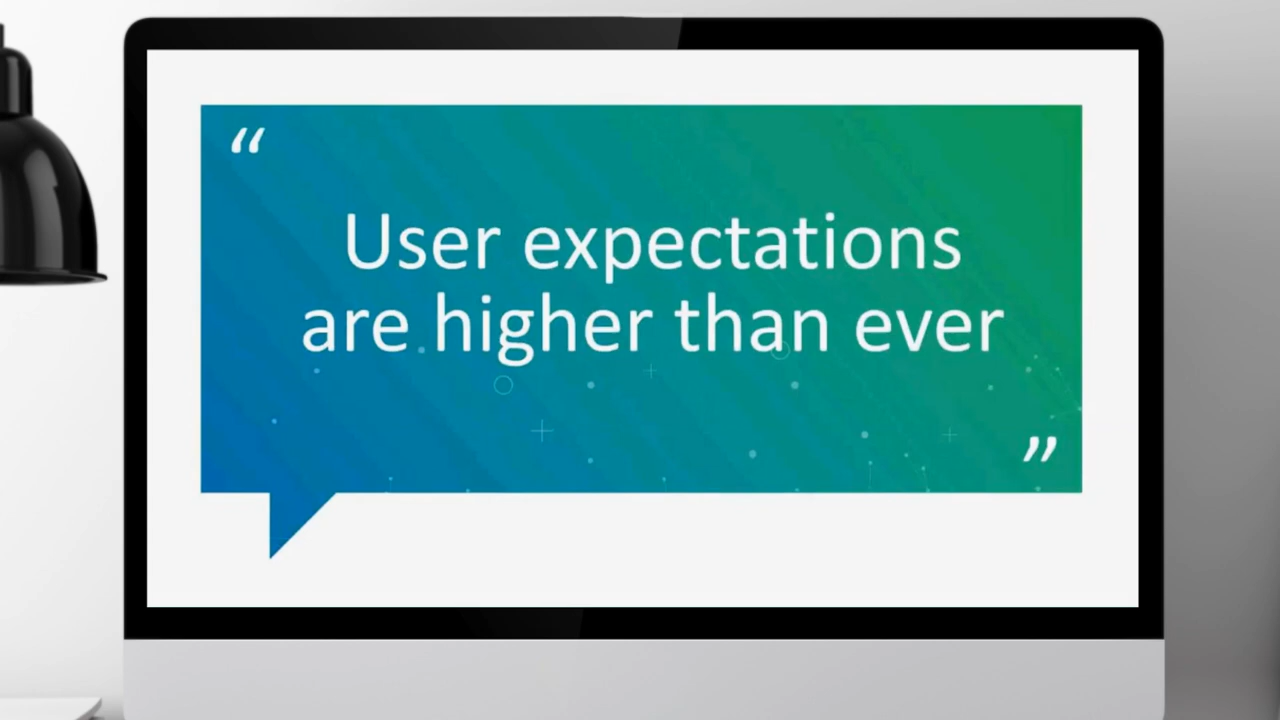 “
User expectations
are higher than ever
”